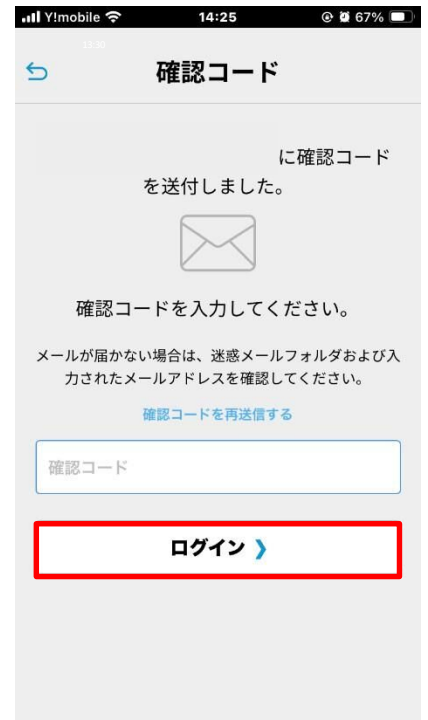 Y!mobile 14:25 67%
確認コード
に確認コード
を送付しました。
確認コードを入力してください。
メールが届かない場合は、迷惑メールフォルダおよび入
力されたメールアドレスを確認してください。
確認コードを再送信する
確認コード
ログイン 》